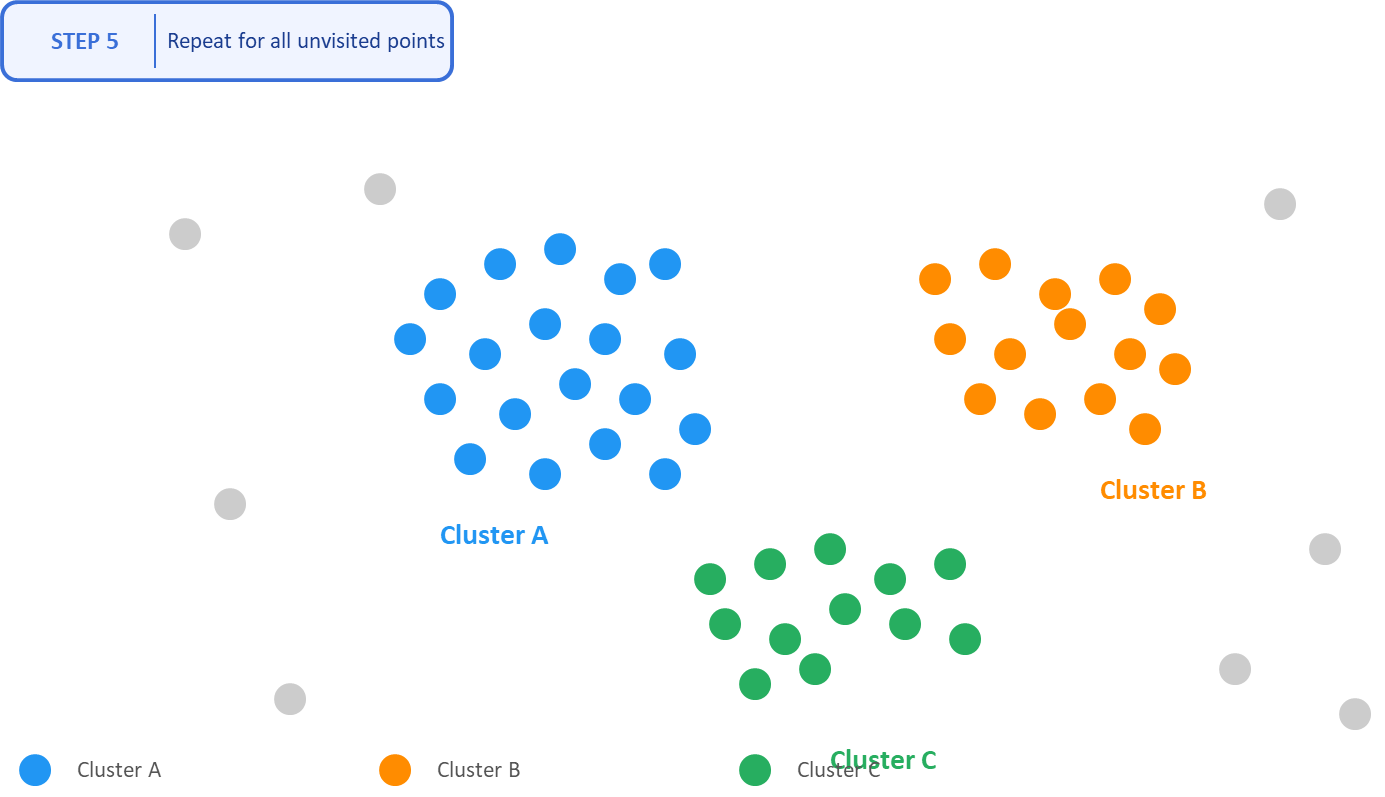 STEP 5
Repeat for all unvisited points
Cluster B
Cluster A
Cluster C
Cluster A
Cluster B
Cluster C